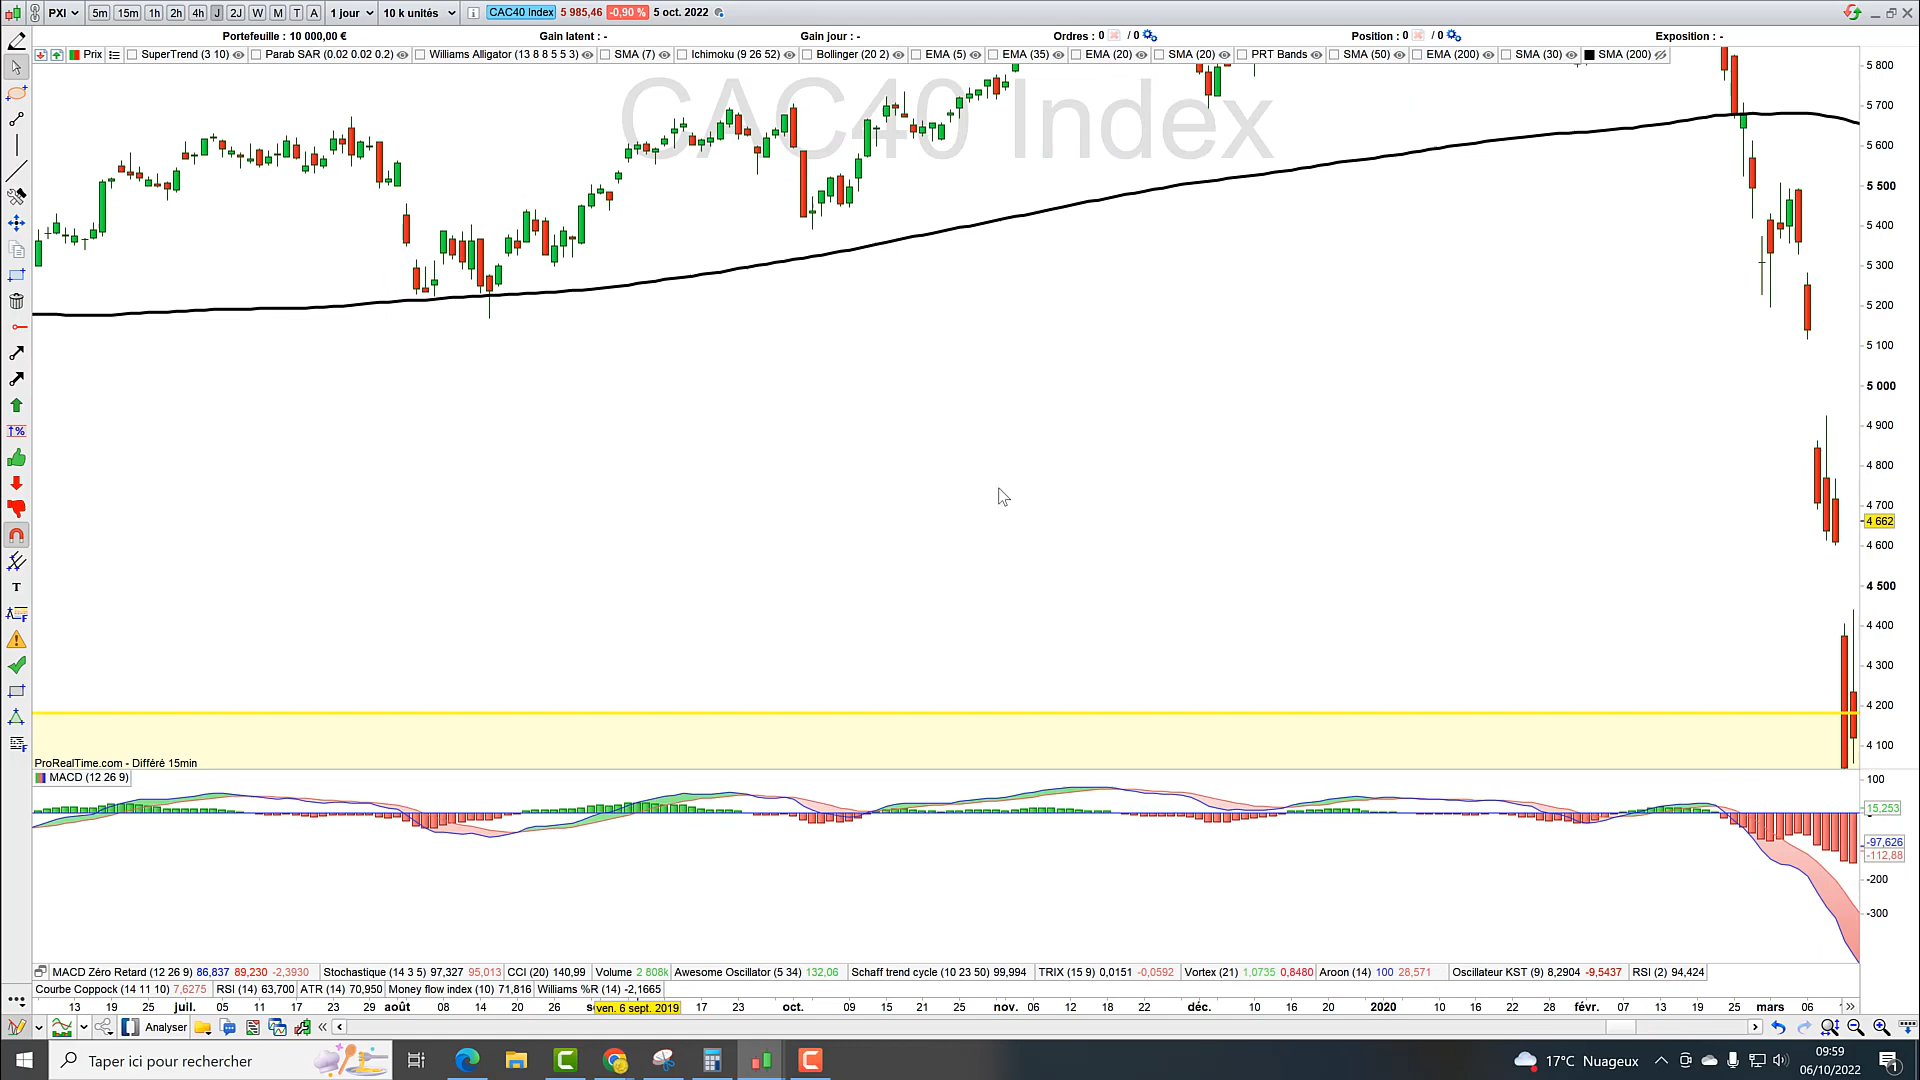 PXI 5m 15m 1h 2h 4h J 2J W M T A 1 jour 10 k unités i CAC40 Index 5 985,46 -0,90 % 5 oct. 2022
Portefeuille : 10 000,00 € Gain latent : - Gain jour : - Ordres : 0 / 0 Position : 0 / 0 Exposition : -
Prix SuperTrend (3 10) Parab SAR (0.02 0.02 0.2) Williams Alligator (13 8 8 5 5 3) SMA (7) Ichimoku (9 26 52) Bollinger (20 2) EMA (5) EMA (35) EMA (20) SMA (20) PRT Bands SMA (50) EMA (200) SMA (30) SMA (200)
CAC40 Index
5 800
5 700
5 600
5 500
5 400
5 300
5 200
5 100
5 000
4 900
4 800
4 700
4 662
4 600
4 500
4 400
4 300
4 200
4 100
ProRealTime.com - Différé 15min
MACD (12 26 9)
100
15,253
-97,626
-112,88
-200
-300
MACD Zéro Retard (12 26 9) 86,837 89,230 -2,3930 Stochastique (14 3 5) 97,327 95,013 CCI (20) 140,99 Volume 2 808k Awesome Oscillator (5 34) 132,06 Schaff trend cycle (10 23 50) 99,994 TRIX (15 9) 0,0151 -0,0592 Vortex (21) 1,0735 0,8480 Aroon (14) 100 28,571 Oscillateur KST (9) 8,2904 -9,5437 RSI (2) 94,424
Courbe Coppock (14 11 10) 7,6275 RSI (14) 63,700 ATR (14) 70,950 Money flow index (10) 71,816 Williams %R (14) -2,1665
13 19 25 juil. 05 11 17 23 29 août 08 14 20 26 s ven. 6 sept. 2019 17 23 oct. 09 15 21 25 nov. 06 12 18 22 28 déc. 10 16 20 2020 10 16 22 28 févr. 07 13 19 25 mars 06
Analyser
Taper ici pour rechercher 17°C Nuageux 09:59
06/10/2022 1